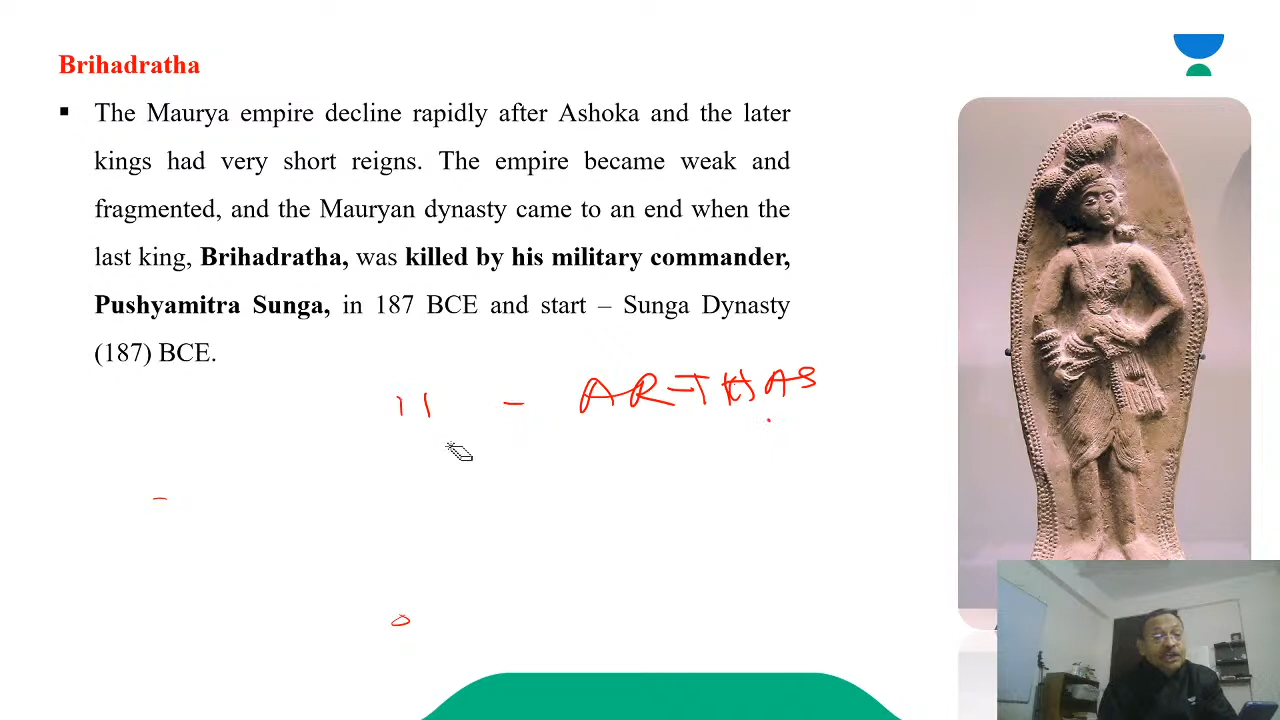 Brihadratha
▪ The Maurya empire decline rapidly after Ashoka and the later
kings had very short reigns. The empire became weak and
fragmented, and the Mauryan dynasty came to an end when the
last king, Brihadratha, was killed by his military commander,
Pushyamitra Sunga, in 187 BCE and start – Sunga Dynasty
(187) BCE.
11 - ARTHAS